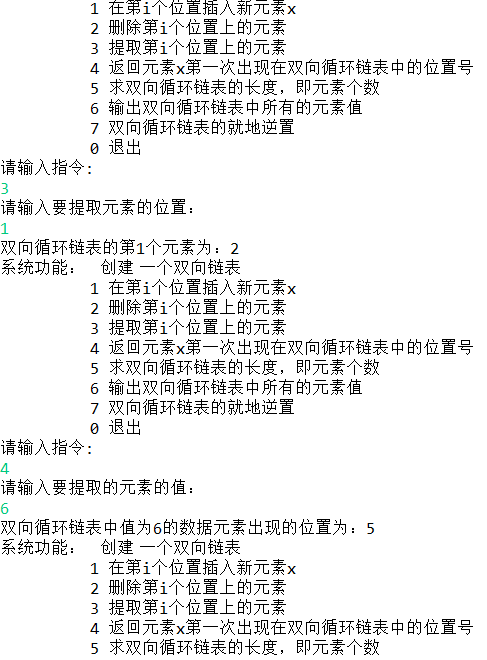 1 在第i个位置插入新元素x
2 删除第i个位置上的元素
3 提取第i个位置上的元素
4 返回元素x第一次出现在双向循环链表中的位置号
5 求双向循环链表的长度，即元素个数
6 输出双向循环链表中所有的元素值
7 双向循环链表的就地逆置
0 退出
请输入指令:
3
请输入要提取元素的位置:
1
双向循环链表的第1个元素为：2
系统功能： 创建 一个双向链表
1 在第i个位置插入新元素x
2 删除第i个位置上的元素
3 提取第i个位置上的元素
4 返回元素x第一次出现在双向循环链表中的位置号
5 求双向循环链表的长度，即元素个数
6 输出双向循环链表中所有的元素值
7 双向循环链表的就地逆置
0 退出
请输入指令:
4
请输入要提取的元素的值:
6
双向循环链表中值为6的数据元素出现的位置为：5
系统功能： 创建 一个双向链表
1 在第i个位置插入新元素x
2 删除第i个位置上的元素
3 提取第i个位置上的元素
4 返回元素x第一次出现在双向循环链表中的位置号
5 求双向循环链表的长度，即元素个数